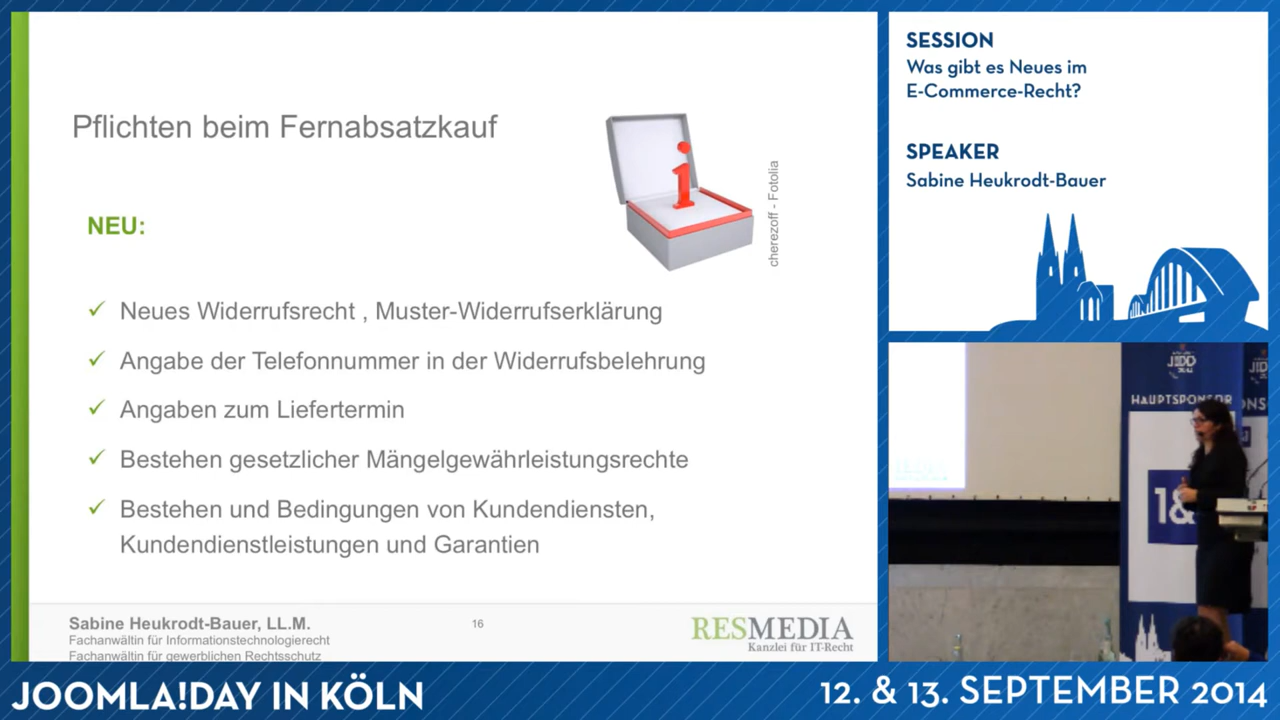 Pflichten beim Fernabsatzkauf
cherezoff - Fotolia
NEU:
Neues Widerrufsrecht , Muster-Widerrufserklärung
Angabe der Telefonnummer in der Widerrufsbelehrung
Angaben zum Liefertermin
Bestehen gesetzlicher Mängelgewährleistungsrechte
Bestehen und Bedingungen von Kundendiensten,
Kundendienstleistungen und Garantien
Sabine Heukrodt-Bauer, LL.M.
Fachanwältin für Informationstechnologierecht
Fachanwältin für gewerblichen Rechtsschutz
16
RESMEDIA
Kanzlei für IT-Recht
SESSION
Was gibt es Neues im
E-Commerce-Recht?
SPEAKER
Sabine Heukrodt-Bauer
HAUPTSPONSOR
1&
JOOMLA!DAY IN KÖLN
12. & 13. SEPTEMBER 2014